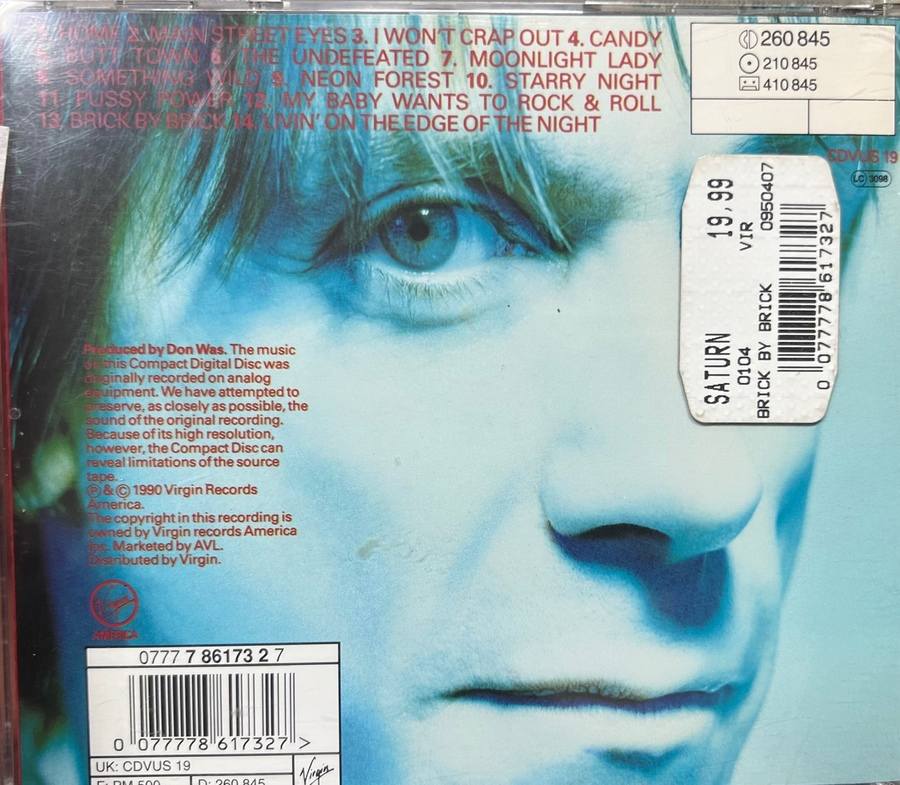 1. HOME 2. MAIN STREET EYES 3. I WON'T CRAP OUT 4. CANDY
5. BUTT TOWN 6. THE UNDEFEATED 7. MOONLIGHT LADY
8. SOMETHING WILD 9. NEON FOREST 10. STARRY NIGHT
11. PUSSY POWER 12. MY BABY WANTS TO ROCK & ROLL
13. BRICK BY BRICK 14. LIVIN' ON THE EDGE OF THE NIGHT
260 845
210 845
410 845
CDVUS 19
LC 3098
SATURN 19,99
0104 VIR
BRICK BY BRICK 0950407
0 077778 617327
Produced by Don Was. The music
on this Compact Digital Disc was
originally recorded on analog
equipment. We have attempted to
preserve, as closely as possible, the
sound of the original recording.
Because of its high resolution,
however, the Compact Disc can
reveal limitations of the source
tape.
Ⓟ & © 1990 Virgin Records
America.
The copyright in this recording is
owned by Virgin records America
Inc. Marketed by AVL.
Distributed by Virgin.
AMERICA
0777 7 86173 2 7
0 077778 617327 >
UK: CDVUS 19
F: PM 500 D: 260 845
Virgin